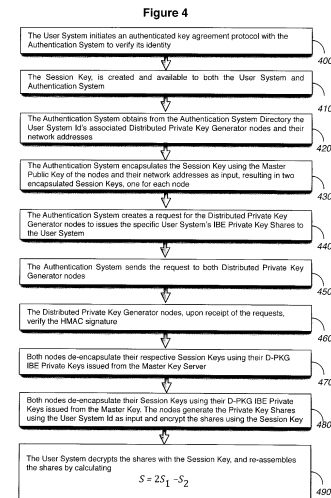 Figure 4
The User System initiates an authenticated key agreement protocol with the
Authentication System to verify its identity
400
The Session Key, is created and available to both the User System and
Authentication System
410
The Authentication System obtains from the Authentication System Directory the
User System Id's associated Distributed Private Key Generator nodes and their
network addresses
420
The Authentication System encapsulates the Session Key using the Master
Public Key of the nodes and their network addresses as input, resulting in two
encapsulated Session Keys, one for each node
430
The Authentication System creates a request for the Distributed Private Key
Generator nodes to issues the specific User System's IBE Private Key Shares to
the User System
440
The Authentication System sends the request to both Distributed Private Key
Generator nodes
450
The Distributed Private Key Generator nodes, upon receipt of the requests,
verify the HMAC signature
460
Both nodes de-encapsulate their respective Session Keys using their D-PKG
IBE Private Keys issued from the Master Key Server
470
Both nodes de-encapsulate their Session Keys using their D-PKG IBE Private
Keys issued from the Master Key. The nodes generate the Private Key Shares
using the User System Id as input and encrypt the shares using the Session Key
480
The User System decrypts the shares with the Session Key, and re-assembles
the shares by calculating
S = 2S₁ –S₂
490